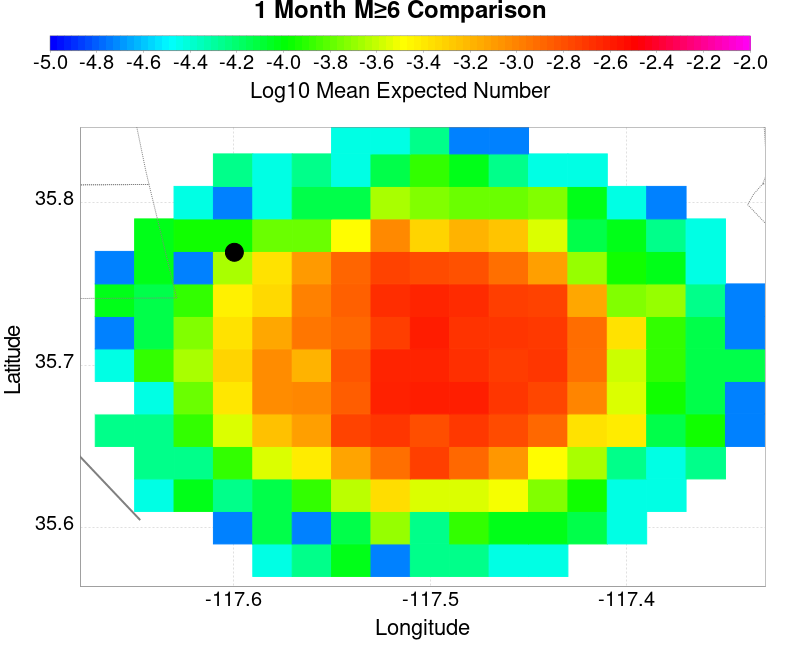 1 Month M≥6 Comparison
-5.0 -4.8 -4.6 -4.4 -4.2 -4.0 -3.8 -3.6 -3.4 -3.2 -3.0 -2.8 -2.6 -2.4 -2.2 -2.0
Log10 Mean Expected Number
35.8
35.7
35.6
Latitude
-117.6 -117.5 -117.4
Longitude